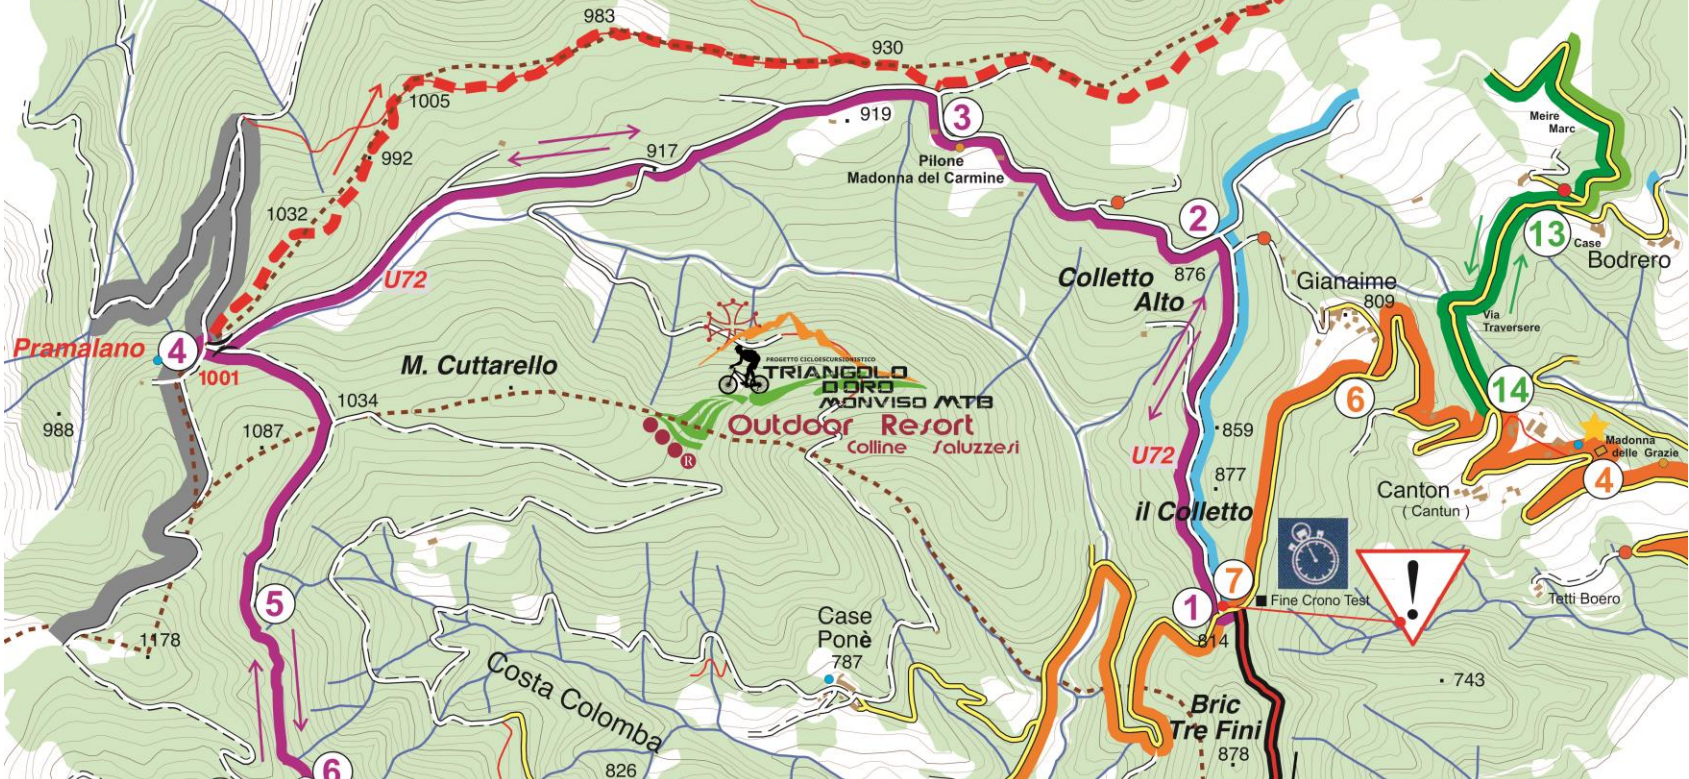 983
930
1005
919
3
992
917
Pilone
Madonna del Carmine
1032
2
U72
876
Colletto
Alto
Meire
Marc
13
Case
Bodrero
Gianaime
809
Via
Traversere
Pramalano
4
1001
M. Cuttarello
PROGETTO CICLOESCURSIONISTICO
TRIANGOLO
D'ORO
MONVISO MTB
Outdoor Resort
Colline Saluzzesi
R
1034
1087
988
6
14
859
877
U72
il Colletto
Madonna
delle Grazie
4
Canton
( Cantun )
5
1178
Case
Ponè
787
1
7
814
Fine Crono Test
!
Tetti Boero
743
Costa Colomba
Bric
Tre Fini
878
6
826